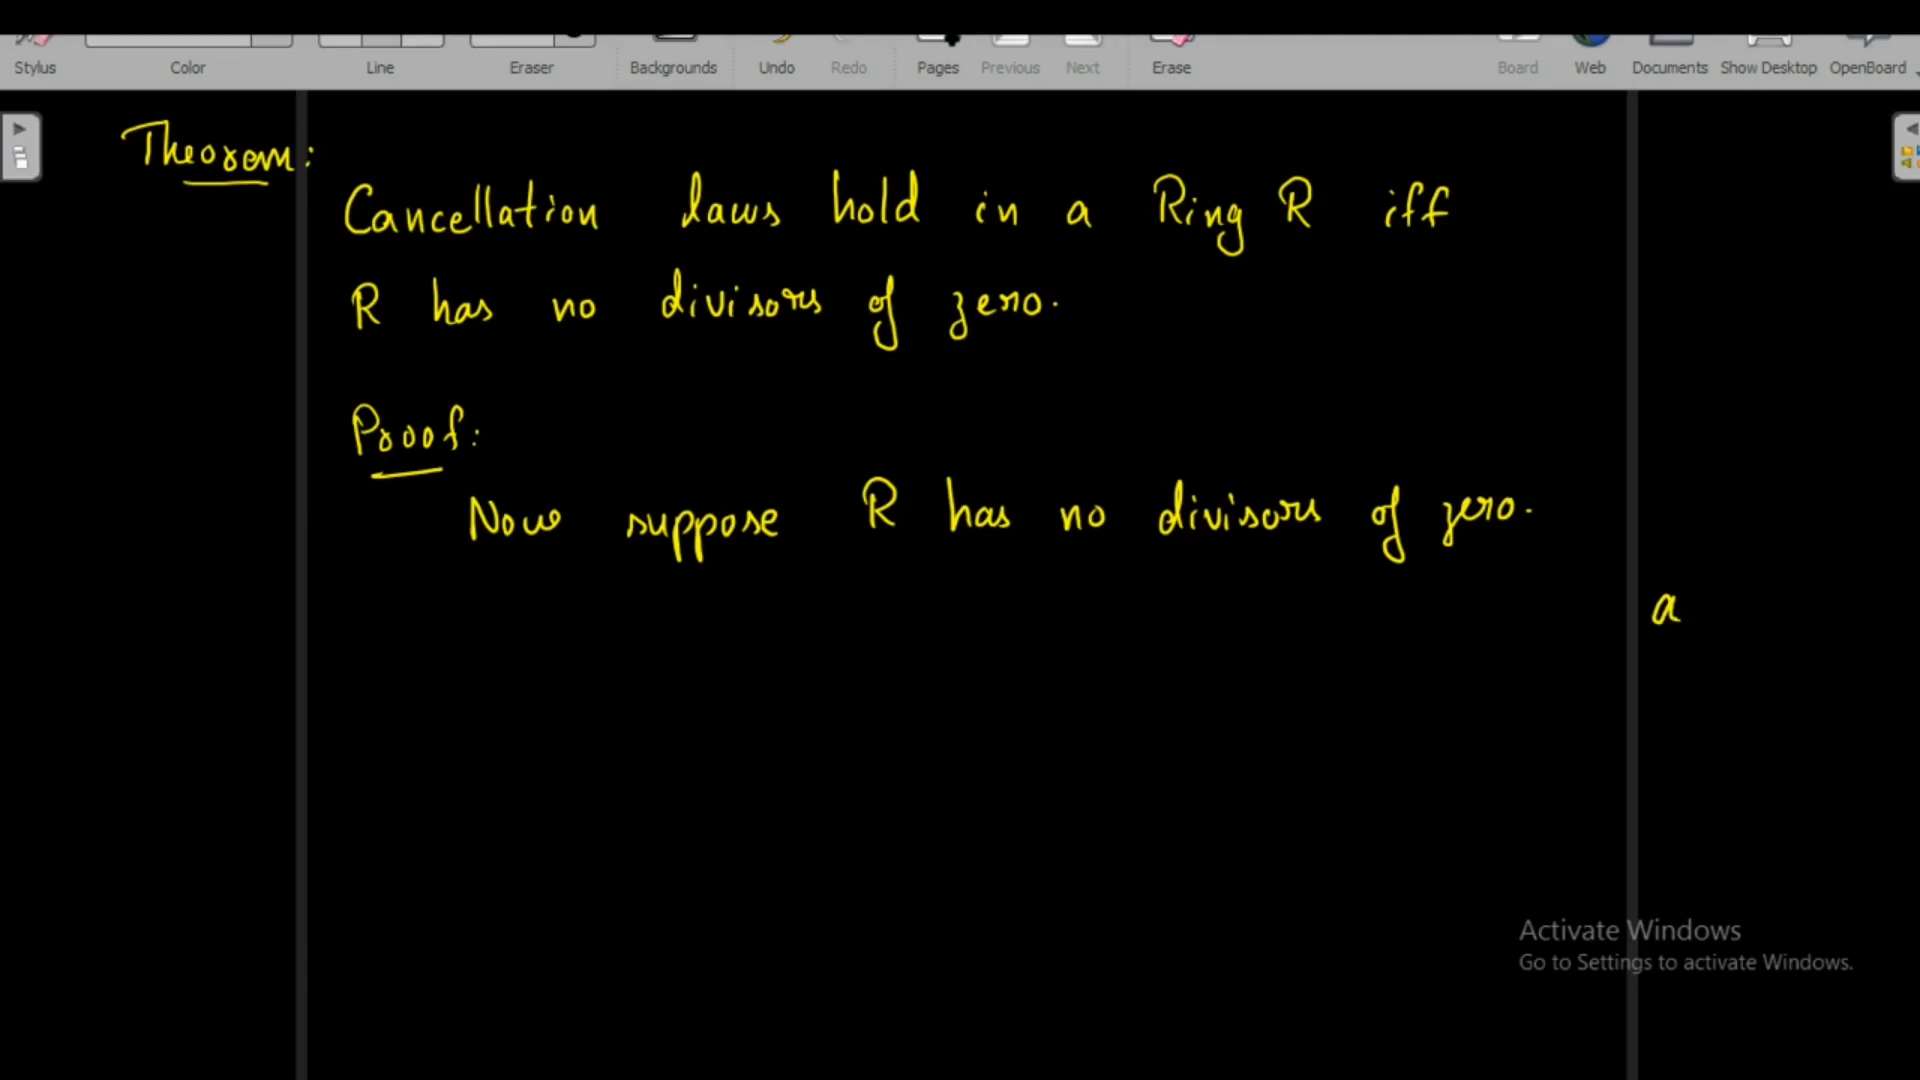 Stylus Color Line Eraser Backgrounds Undo Redo Pages Previous Next Erase Board Web Documents Show Desktop OpenBoard
Theorem:
Cancellation laws hold in a Ring R iff
R has no divisors of zero.
Proof:
Now suppose R has no divisors of zero.
a
Activate Windows
Go to Settings to activate Windows.